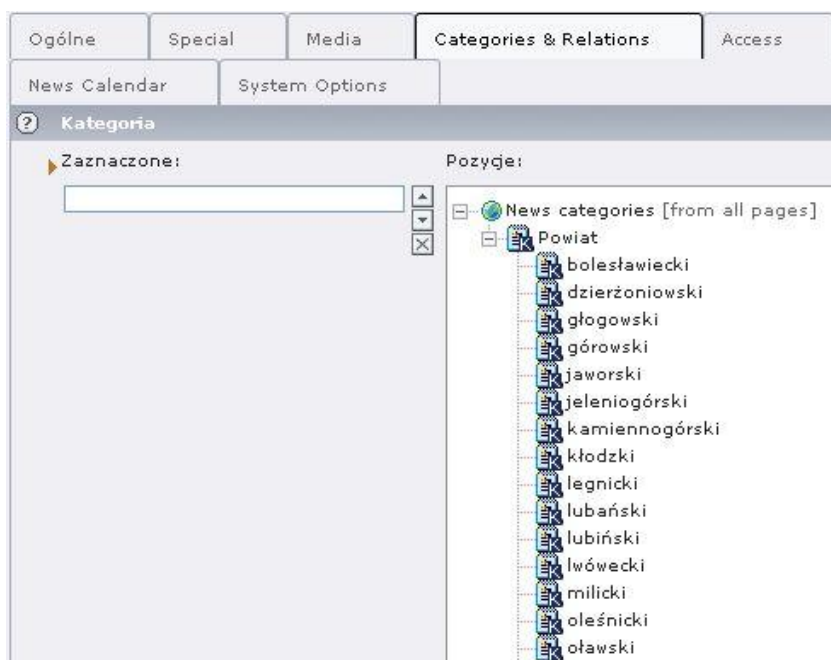 Ogólne Special Media Categories & Relations Access
News Calendar System Options
Kategoria
Zaznaczone: Pozycje:
News categories [from all pages]
Powiat
bolesławiecki
dzierżoniowski
głogowski
górowski
jaworski
jeleniogórski
kamiennogórski
kłodzki
legnicki
lubański
lubiński
lwówecki
milicki
oleśnicki
oławski